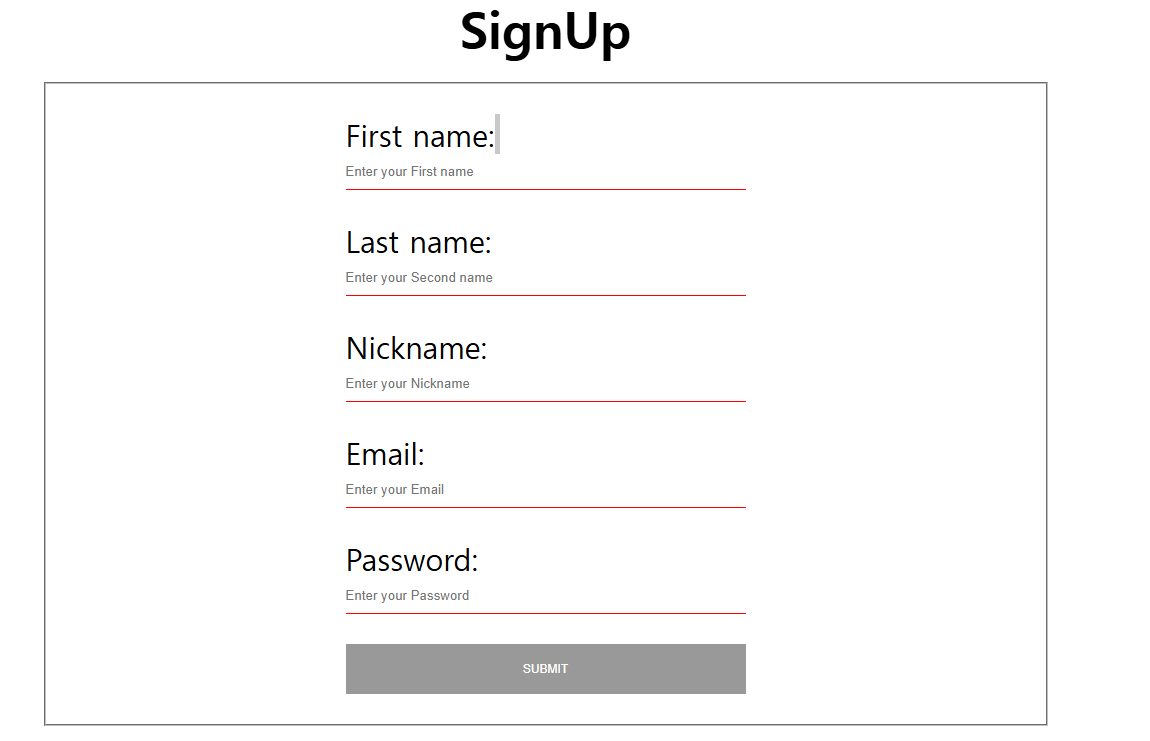 SignUp
First name:
Enter your First name
Last name:
Enter your Second name
Nickname:
Enter your Nickname
Email:
Enter your Email
Password:
Enter your Password
SUBMIT